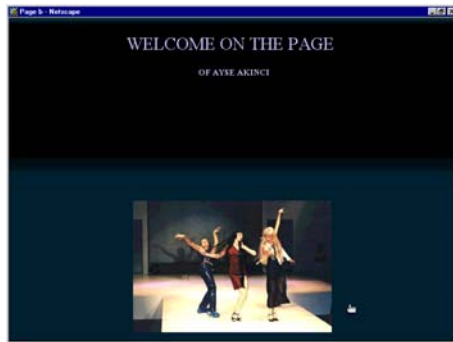 Page b - Netscape
WELCOME ON THE PAGE
OF AYSE AKINCI